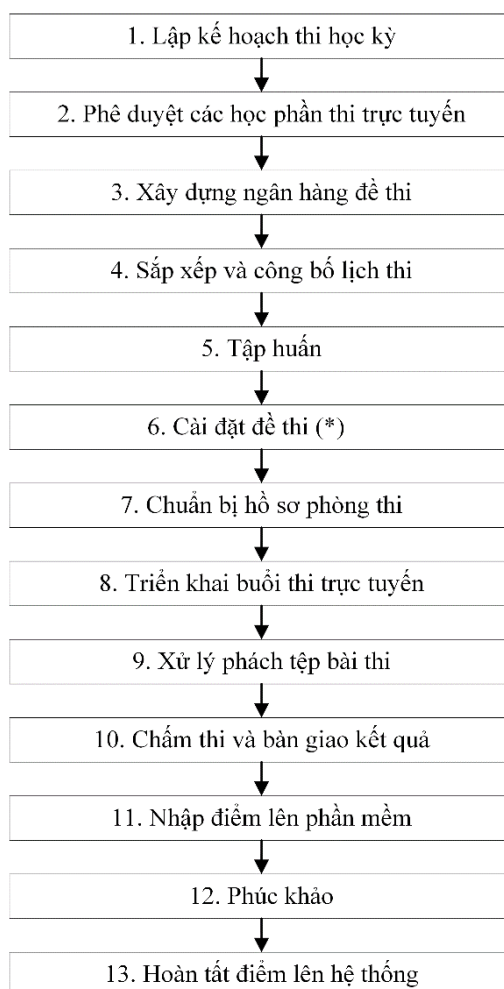 1. Lập kế hoạch thi học kỳ
2. Phê duyệt các học phần thi trực tuyến
3. Xây dựng ngân hàng đề thi
4. Sắp xếp và công bố lịch thi
5. Tập huấn
6. Cài đặt đề thi (*)
7. Chuẩn bị hồ sơ phòng thi
8. Triển khai buổi thi trực tuyến
9. Xử lý phách tệp bài thi
10. Chấm thi và bàn giao kết quả
11. Nhập điểm lên phần mềm
12. Phúc khảo
13. Hoàn tất điểm lên hệ thống